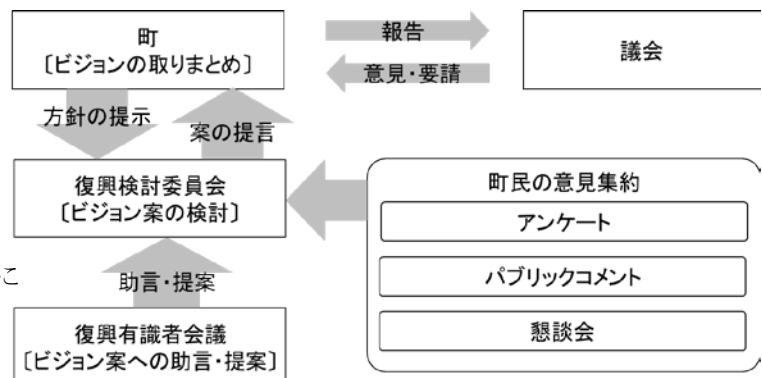 町
〔ビジョンの取りまとめ〕
報告
意見・要請
議会
方針の提示
案の提言
復興検討委員会
〔ビジョン案の検討〕
町民の意見集約
アンケート
パブリックコメント
懇談会
こ
助言・提案
復興有識者会議
〔ビジョン案への助言・提案〕